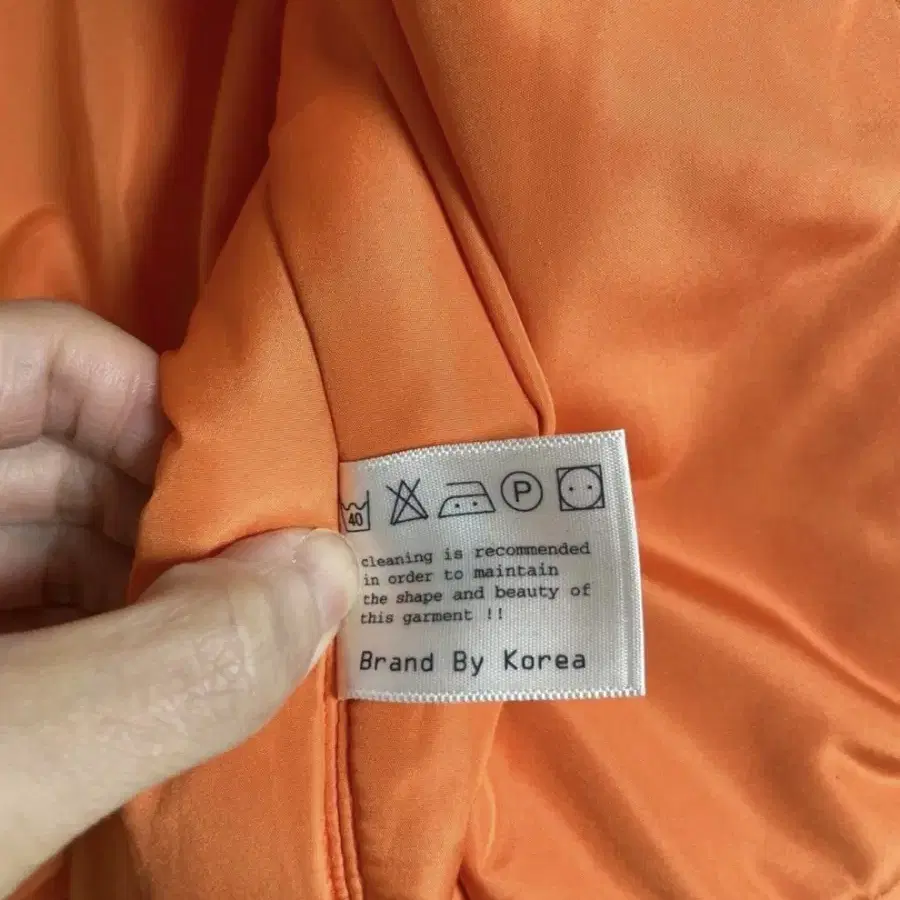 40 P
cleaning is recommended
in order to maintain
the shape and beauty of
this garment !!
Brand By Korea